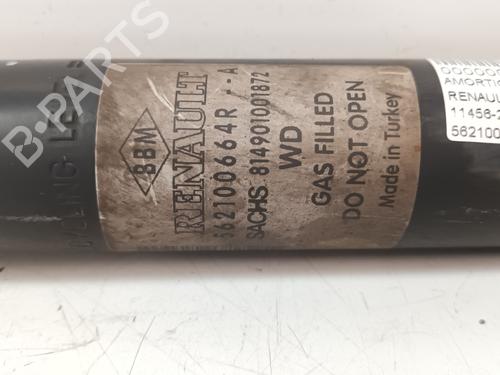 BBM
RENAULT
562100664R - - A
SACHS 814901001872
WD
GAS FILLED
DO NOT OPEN
Made in Turkey
RENAUL
11456-2
562100
B-PARTS